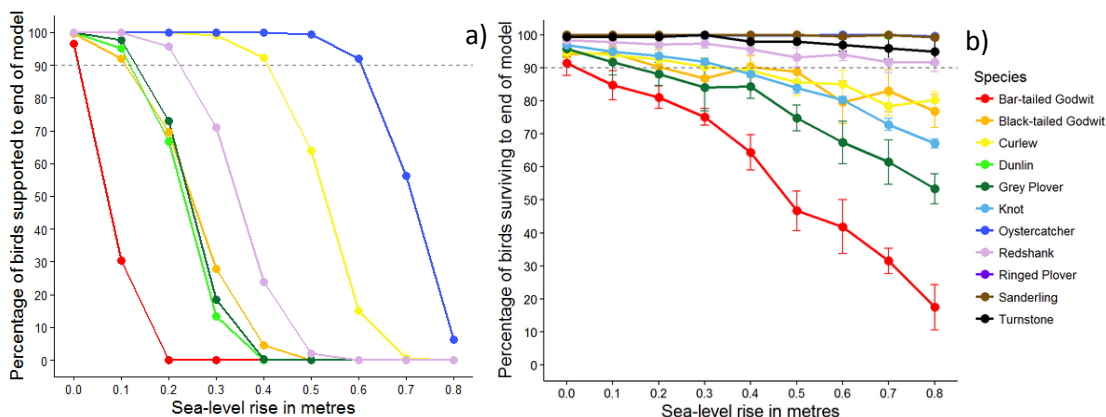 a)
Percentage of birds supported to end of model
100
90
80
70
60
50
40
30
20
10
0
0.0 0.1 0.2 0.3 0.4 0.5 0.6 0.7 0.8
Sea-level rise in metres
b)
Percentage of birds surviving to end of model
100
90
80
70
60
50
40
30
20
10
0
0.0 0.1 0.2 0.3 0.4 0.5 0.6 0.7 0.8
Sea-level rise in metres
Species
Bar-tailed Godwit
Black-tailed Godwit
Curlew
Dunlin
Grey Plover
Knot
Oystercatcher
Redshank
Ringed Plover
Sanderling
Turnstone